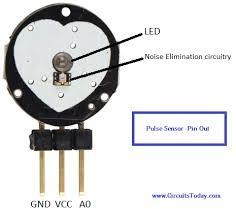 LED
Noise Elimination circuitry
Pulse Sensor -Pin Out
GND VCC A0
www.CircuitsToday.com